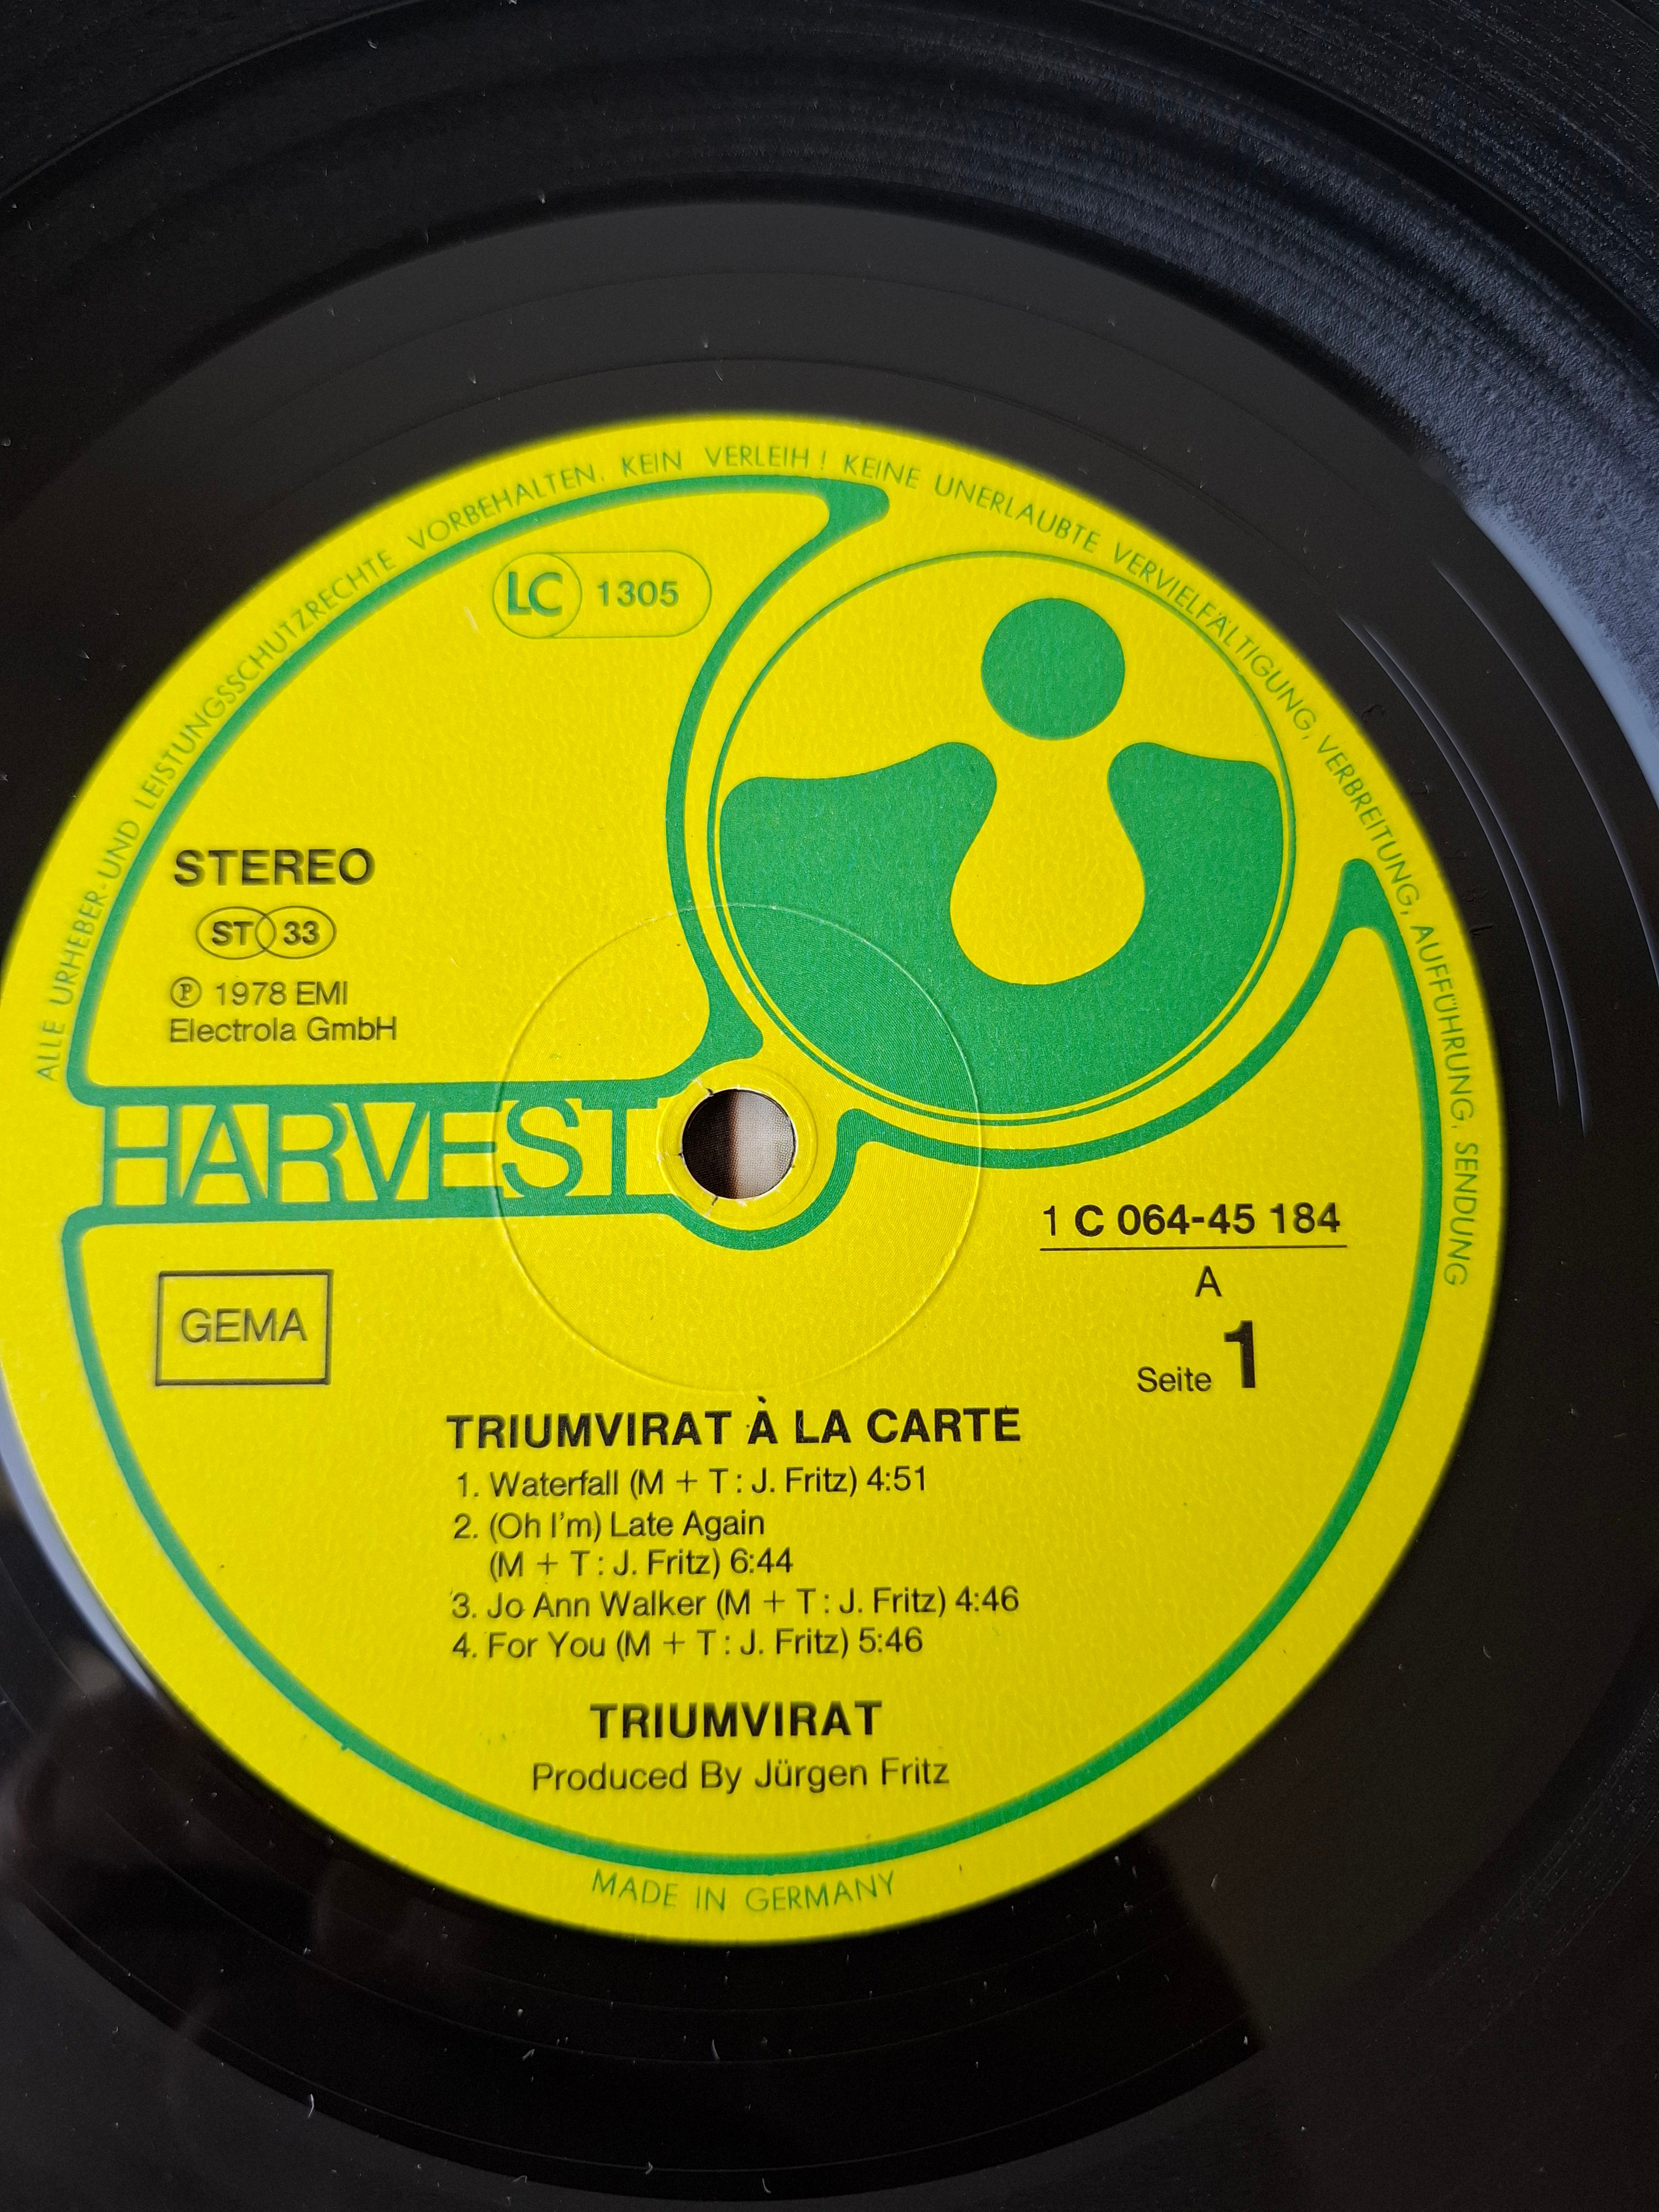 ALLE URHEBER- UND LEISTUNGSSCHUTZRECHTE VORBEHALTEN. KEIN VERLEIH! KEINE UNERLAUBTE VERVIELFÄLTIGUNG, VERBREITUNG, AUFFÜHRUNG, SENDUNG
LC 1305
STEREO
ST 33
℗ 1978 EMI
Electrola GmbH
HARVEST
1 C 064-45 184
A
Seite 1
GEMA
TRIUMVIRAT À LA CARTE
1. Waterfall (M + T: J. Fritz) 4:51
2. (Oh I'm) Late Again
(M + T: J. Fritz) 6:44
3. Jo Ann Walker (M + T: J. Fritz) 4:46
4. For You (M + T: J. Fritz) 5:46
TRIUMVIRAT
Produced By Jürgen Fritz
MADE IN GERMANY